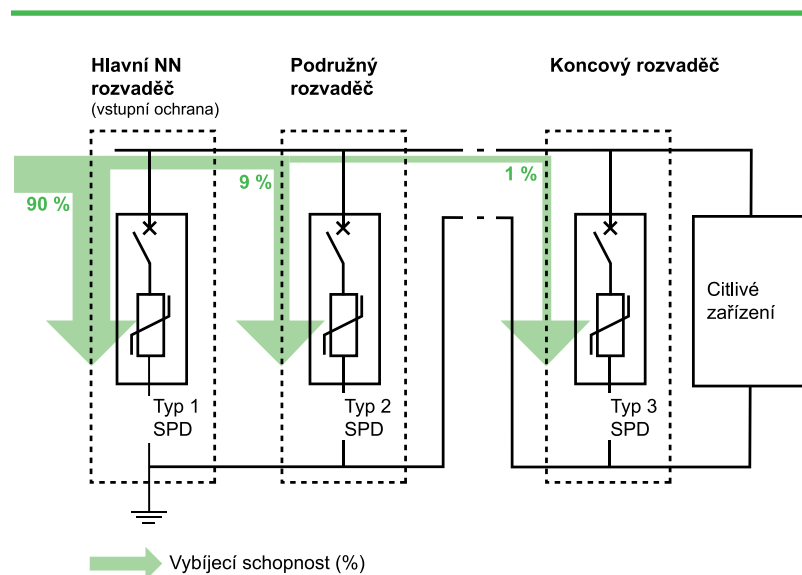 Hlavní NN
rozvaděč
(vstupní ochrana)
Podružný
rozvaděč
Koncový rozvaděč
90 %
9 %
1 %
Citlivé
zařízení
Typ 1
SPD
Typ 2
SPD
Typ 3
SPD
Vybíjecí schopnost (%)